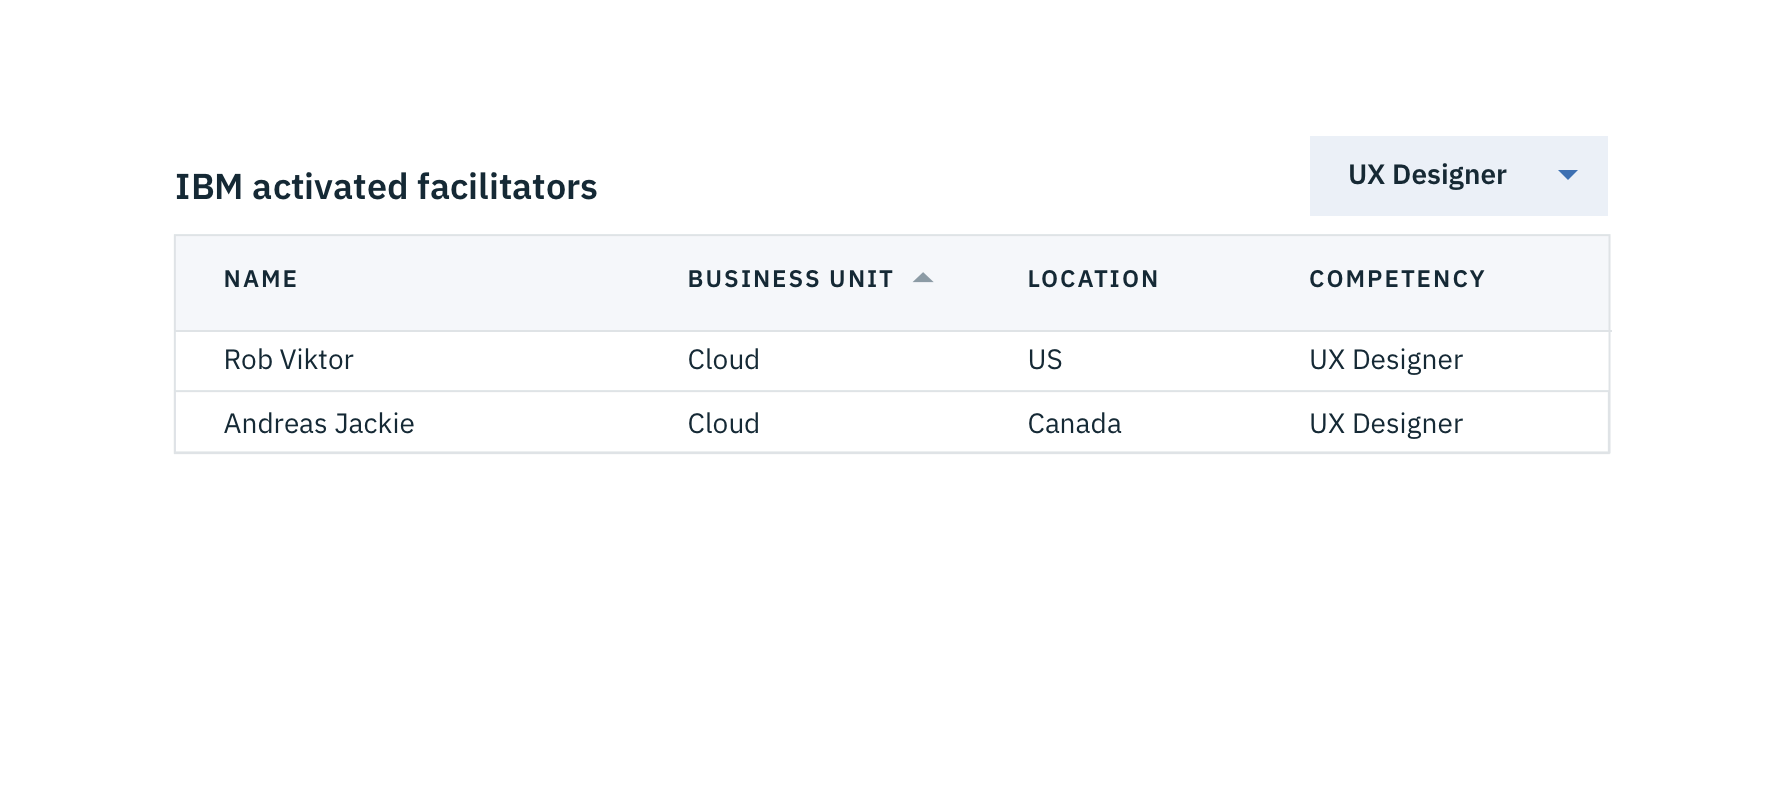 IBM activated facilitators
UX Designer
NAME BUSINESS UNIT LOCATION COMPETENCY
Rob Viktor Cloud US UX Designer
Andreas Jackie Cloud Canada UX Designer